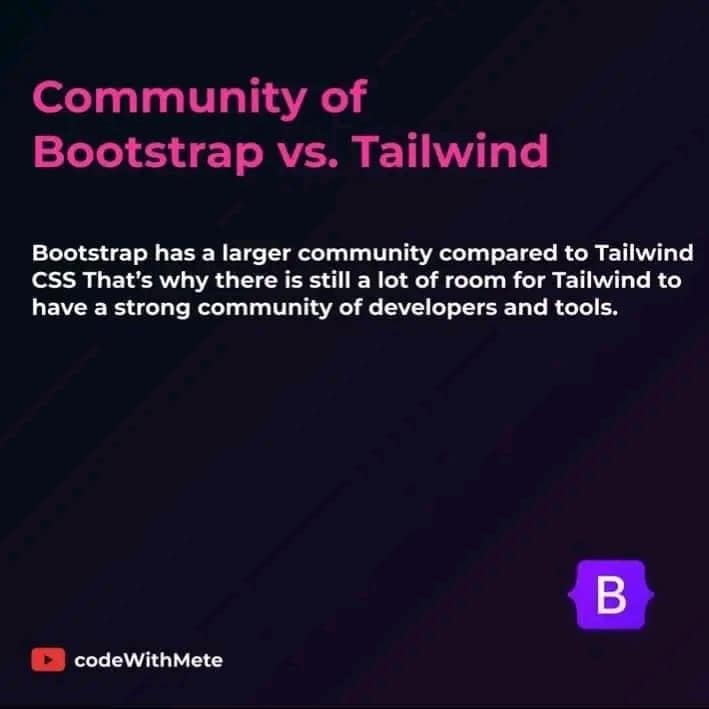 Community of
Bootstrap vs. Tailwind
Bootstrap has a larger community compared to Tailwind
CSS That's why there is still a lot of room for Tailwind to
have a strong community of developers and tools.
B
codeWithMete